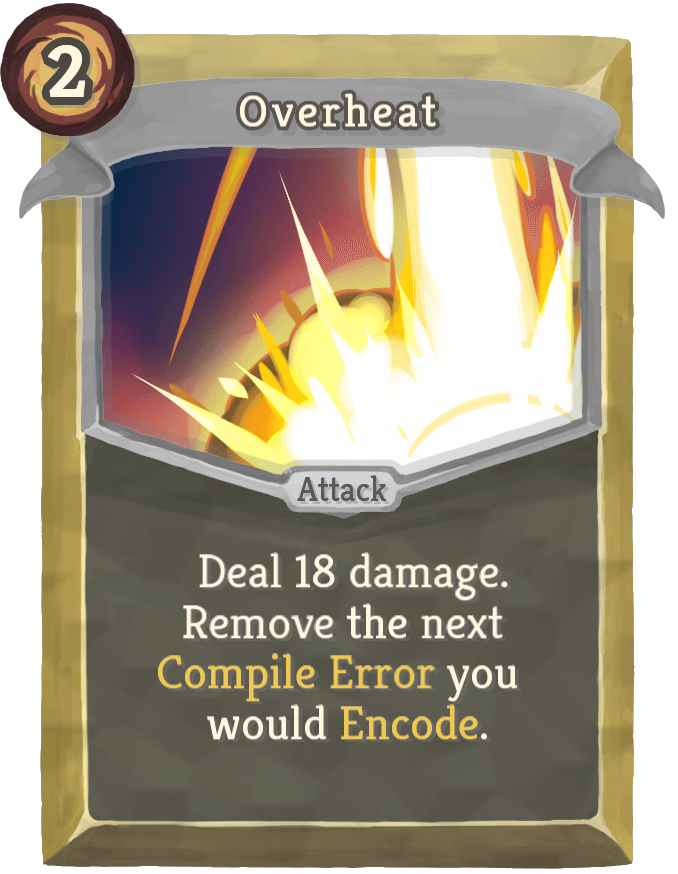 2
Overheat
Attack
Deal 18 damage.
Remove the next
Compile Error you
would Encode.